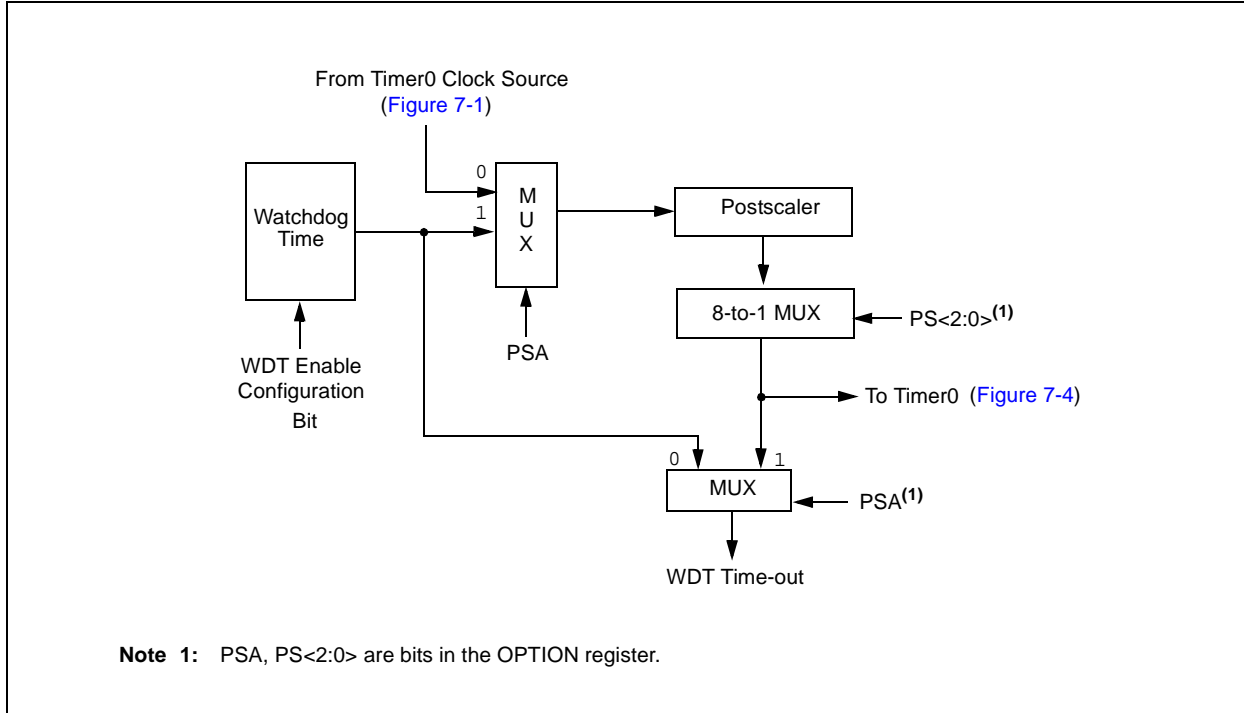 From Timer0 Clock Source
(Figure 7-1)
0
1
M
U
X
Postscaler
Watchdog
Time
8-to-1 MUX
PS<2:0>(1)
PSA
WDT Enable
Configuration
Bit
To Timer0 (Figure 7-4)
0
1
MUX
PSA(1)
WDT Time-out
Note 1: PSA, PS<2:0> are bits in the OPTION register.